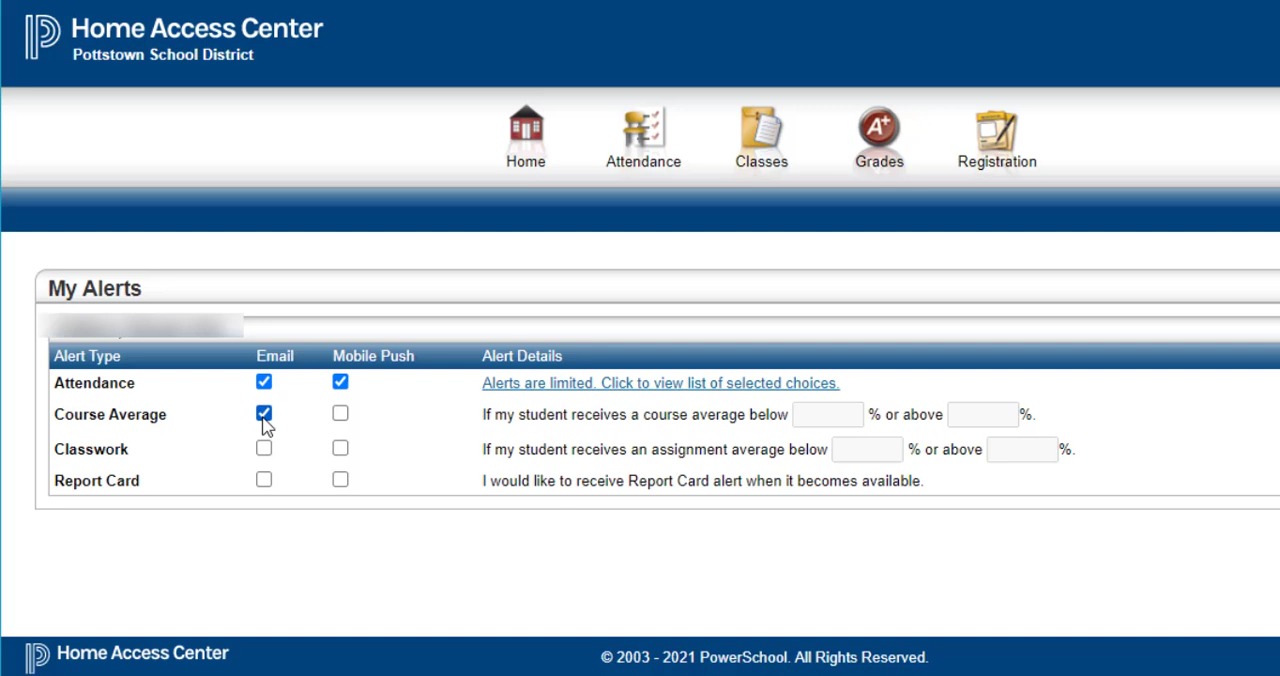 Home Access Center
Pottstown School District
Home Attendance Classes Grades Registration
My Alerts
Alert Type Email Mobile Push Alert Details
Attendance Alerts are limited. Click to view list of selected choices.
Course Average If my student receives a course average below % or above %.
Classwork If my student receives an assignment average below % or above %.
Report Card I would like to receive Report Card alert when it becomes available.
Home Access Center © 2003 - 2021 PowerSchool. All Rights Reserved.